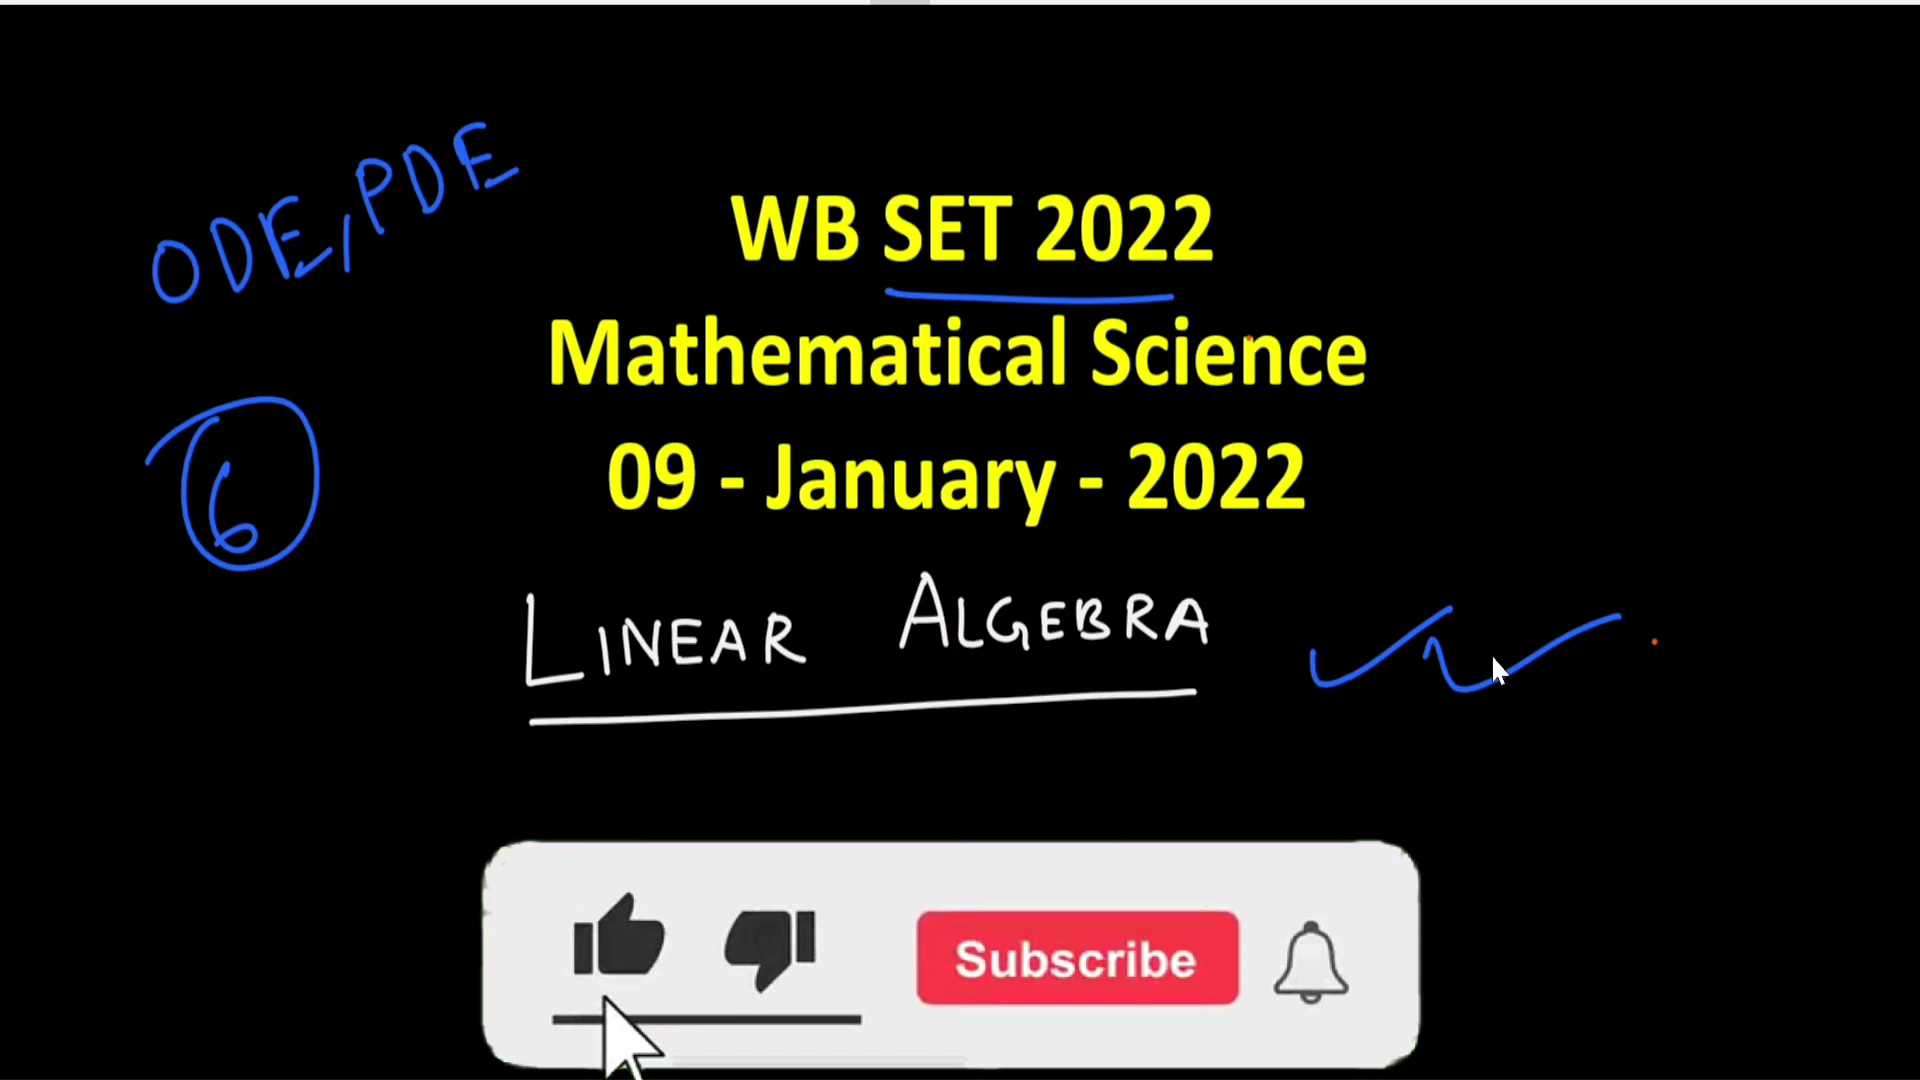 ODE, PDE
WB SET 2022
Mathematical Science
09 - January - 2022
6
LINEAR ALGEBRA
Subscribe